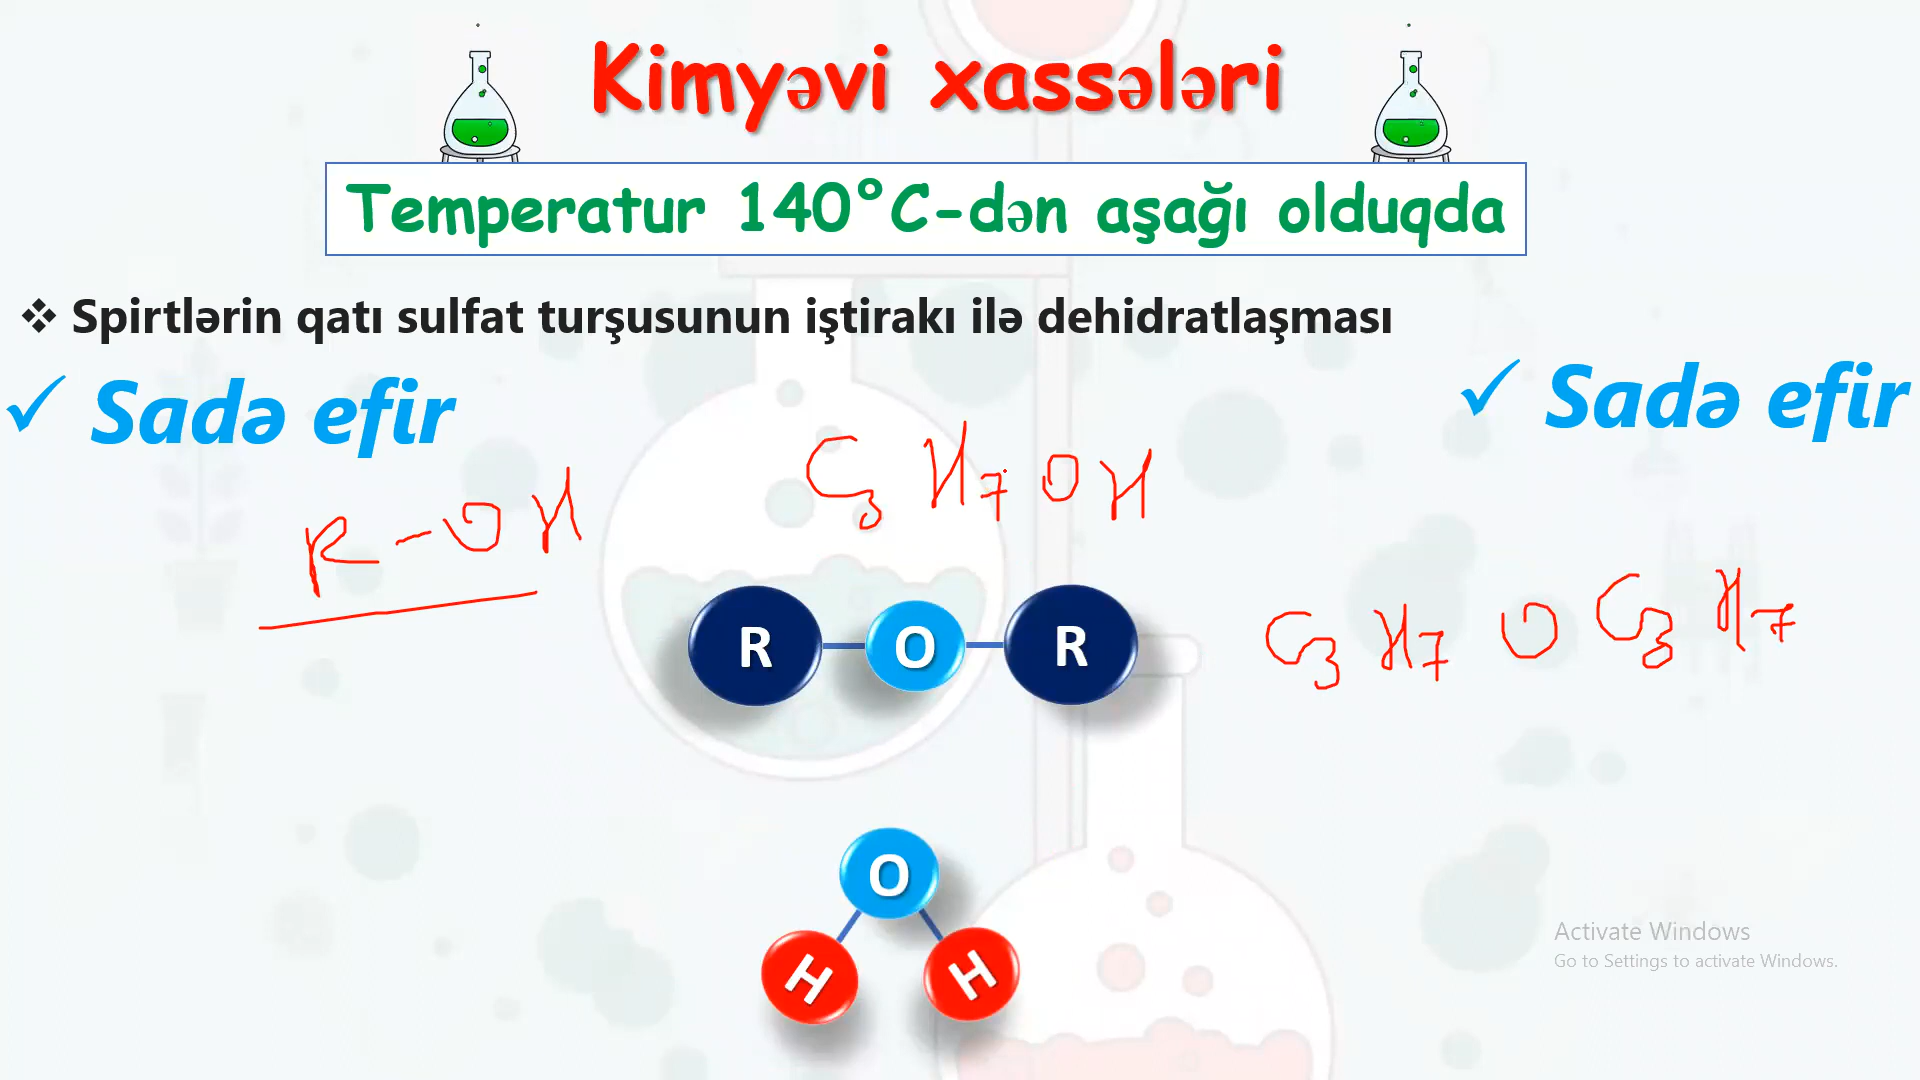 Kimyəvi xassələri
Temperatur 140°C-dən aşağı olduqda
❖ Spirtlərin qatı sulfat turşusunun iştirakı ilə dehidratlaşması
✓ Sadə efir
✓ Sadə efir
R-OH
C3H7OH
R O R
C3H7OC3H7
O
H H
Activate Windows
Go to Settings to activate Windows.